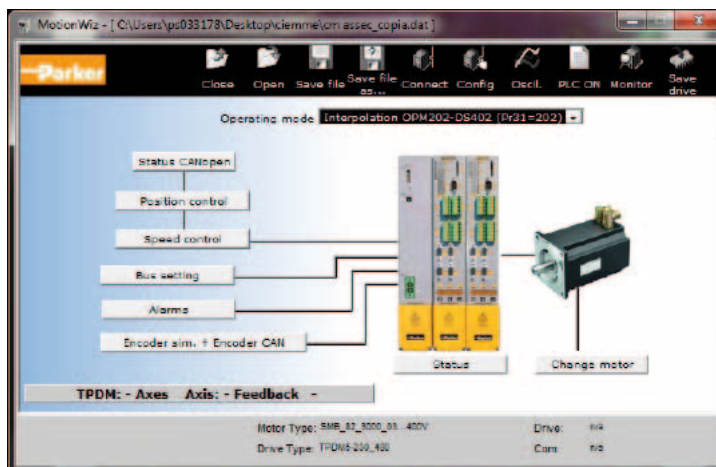 MotionWiz - [ C:\Users\ps033178\Desktop\ciemme\cm assec_copia.dat ]
Parker
Close Open Save file Save file as... Connect Config Oscil. PLC ON Monitor Save drive
Operating mode Interpolation OPM202-DS402 (Pr31=202)
Status CANopen
Position control
Speed control
Bus setting
Alarms
Encoder sim. + Encoder CAN
Status
Change motor
TPDM: - Axes Axis: - Feedback -
Motor Type: Drive: n/a
Drive Type: Com n/a